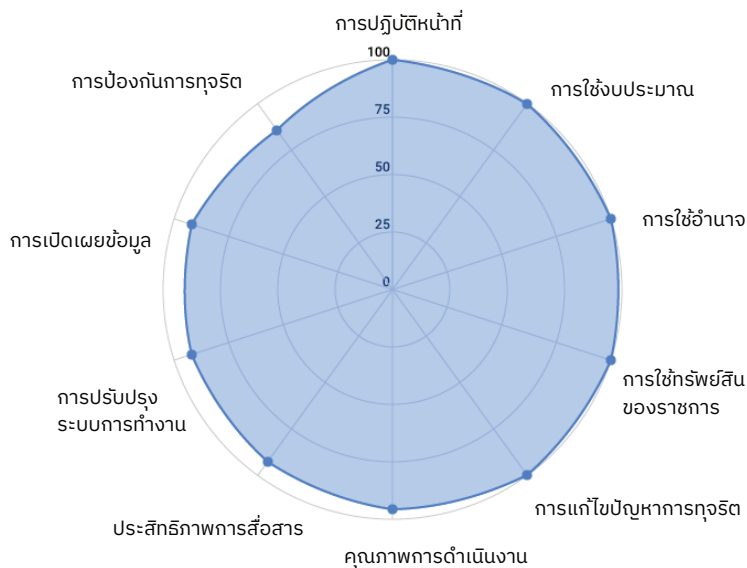 การปฏิบัติหน้าที่
100
การป้องกันการทุจริต
การใช้งบประมาณ
75
50
การใช้อำนาจ
25
การเปิดเผยข้อมูล
0
การใช้ทรัพย์สิน
ของราชการ
การปรับปรุง
ระบบการทำงาน
การแก้ไขปัญหาการทุจริต
ประสิทธิภาพการสื่อสาร
คุณภาพการดำเนินงาน